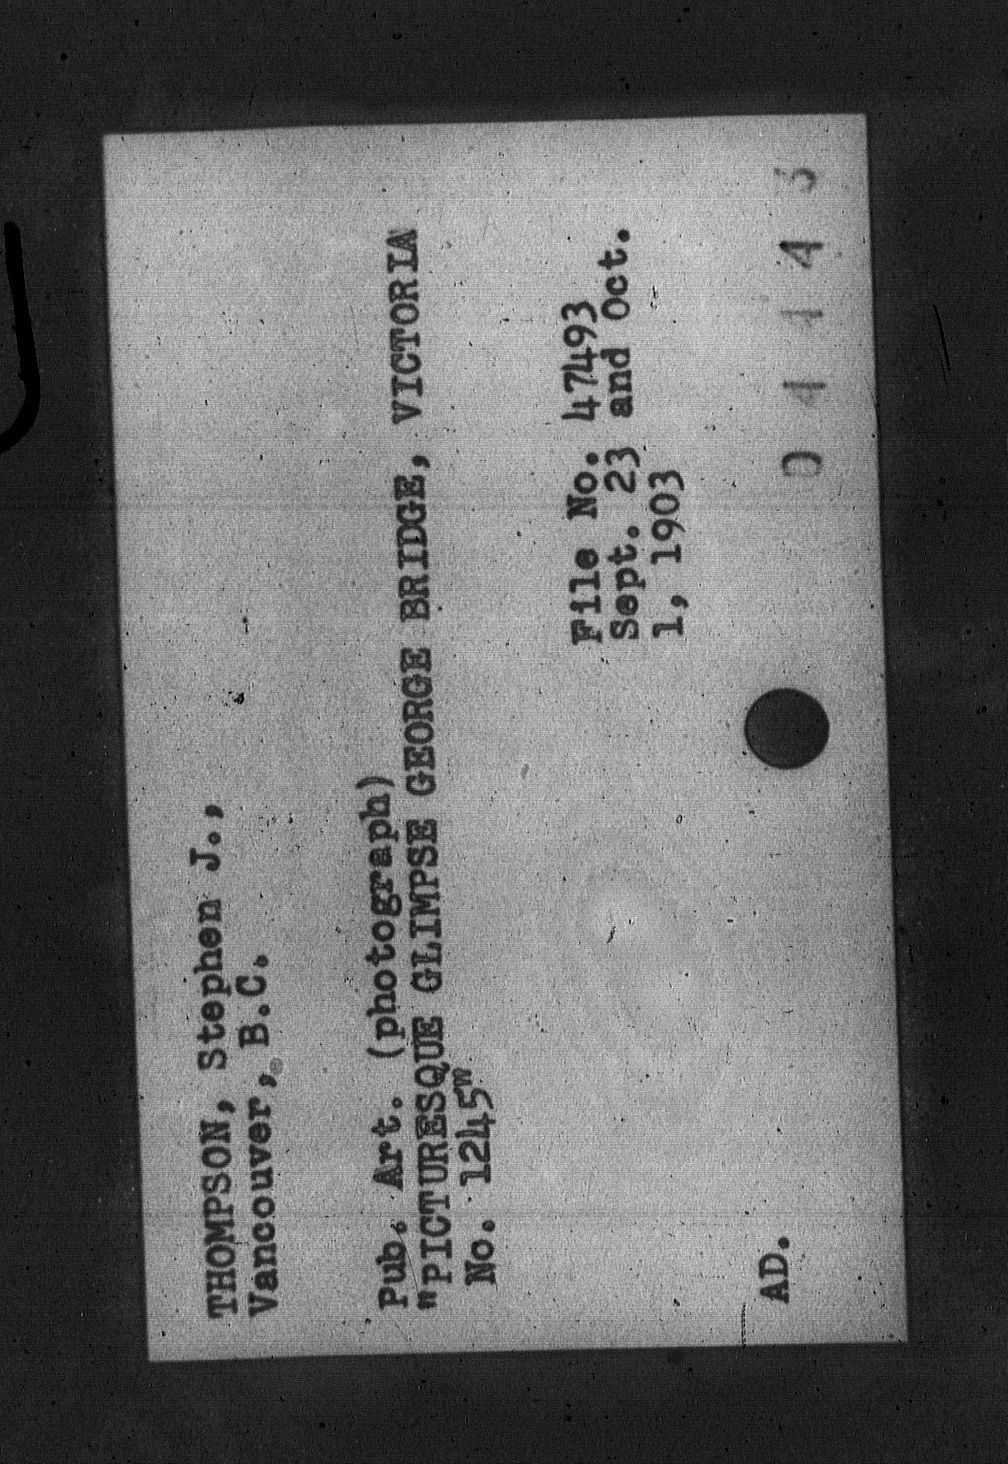 THOMPSON, Stephen J.,
Vancouver, B.C.
Pub. Art. (photograph)
"PICTURESQUE GLIMPSE GEORGE BRIDGE, VICTORIA
No. 1245"
File No. 47493
Sept. 23 and Oct.
1, 1903
AD.